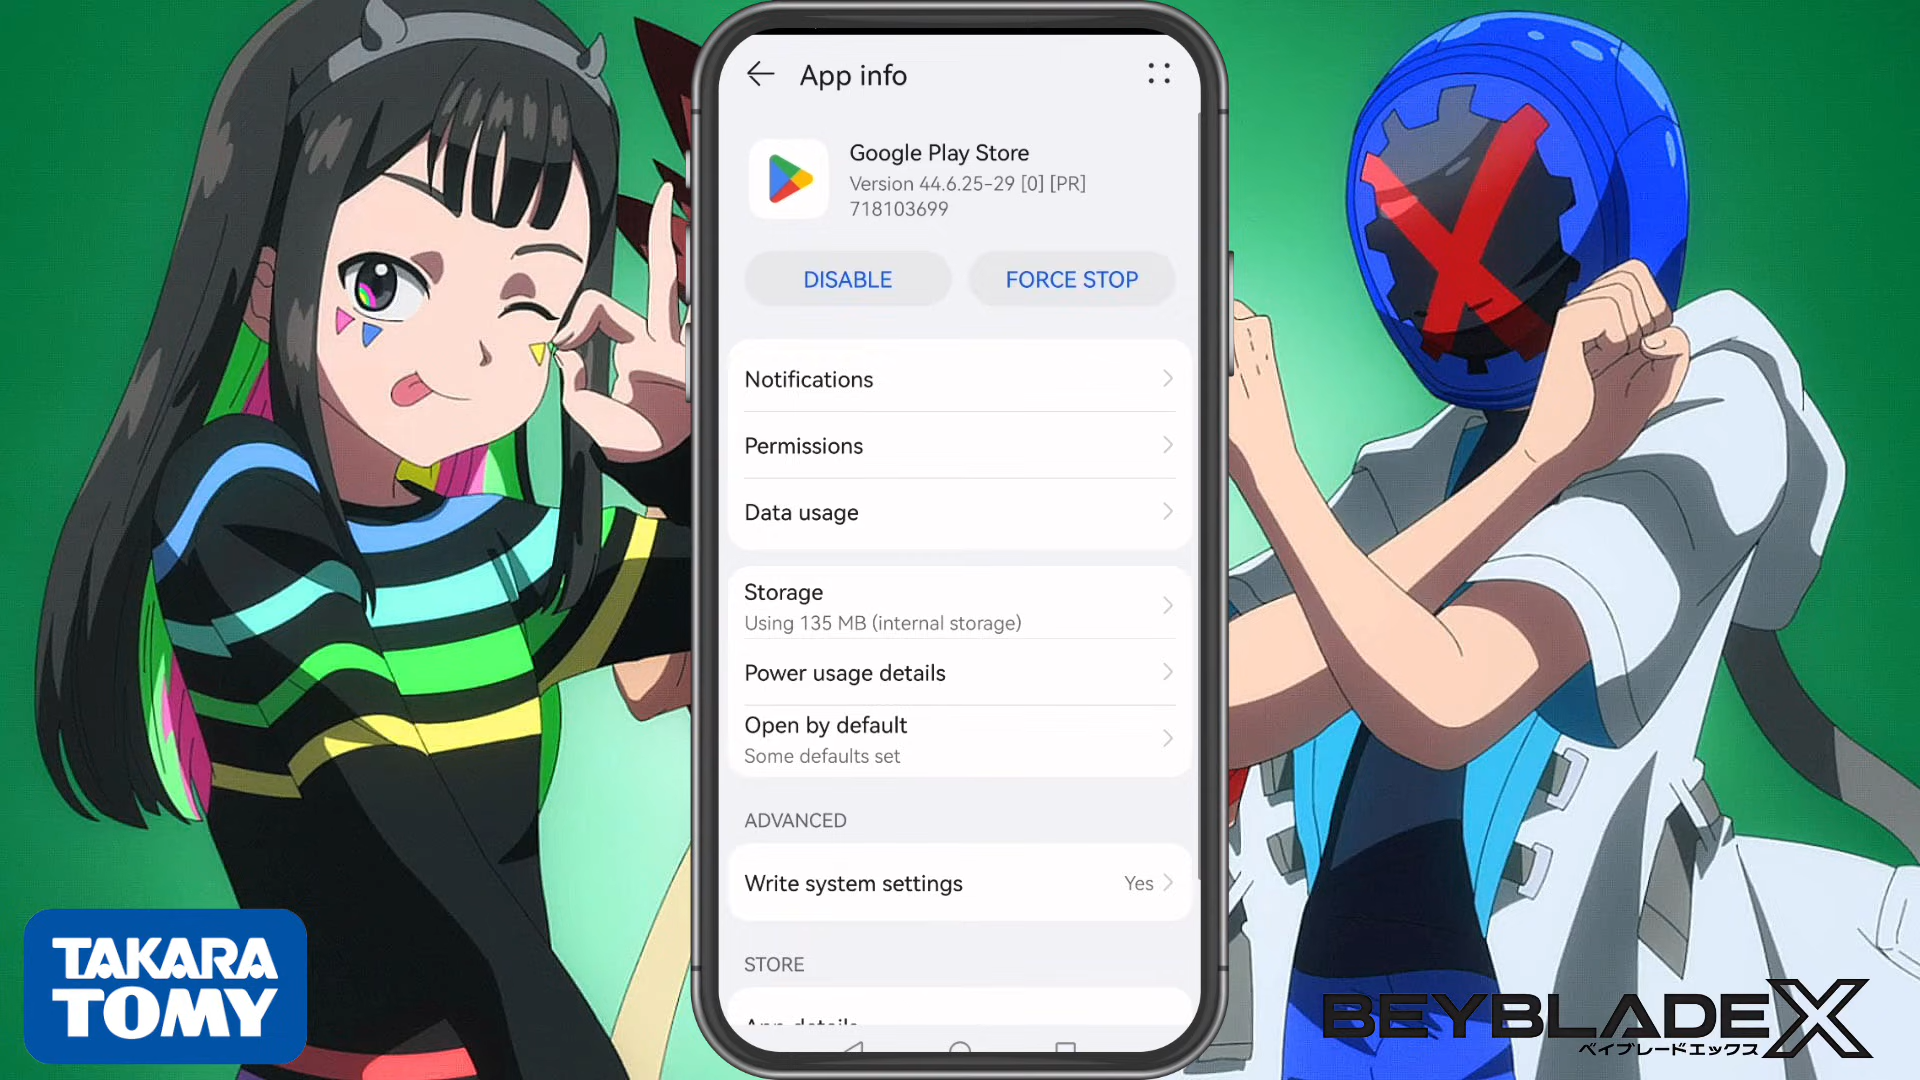 App info
Google Play Store
Version 44.6.25-29 [0] [PR]
718103699
DISABLE
FORCE STOP
Notifications
Permissions
Data usage
Storage
Using 135 MB (internal storage)
Power usage details
Open by default
Some defaults set
ADVANCED
Write system settings
Yes
STORE
App details
TAKARA
TOMY
BEYBLADE X
ベイブレードエックス